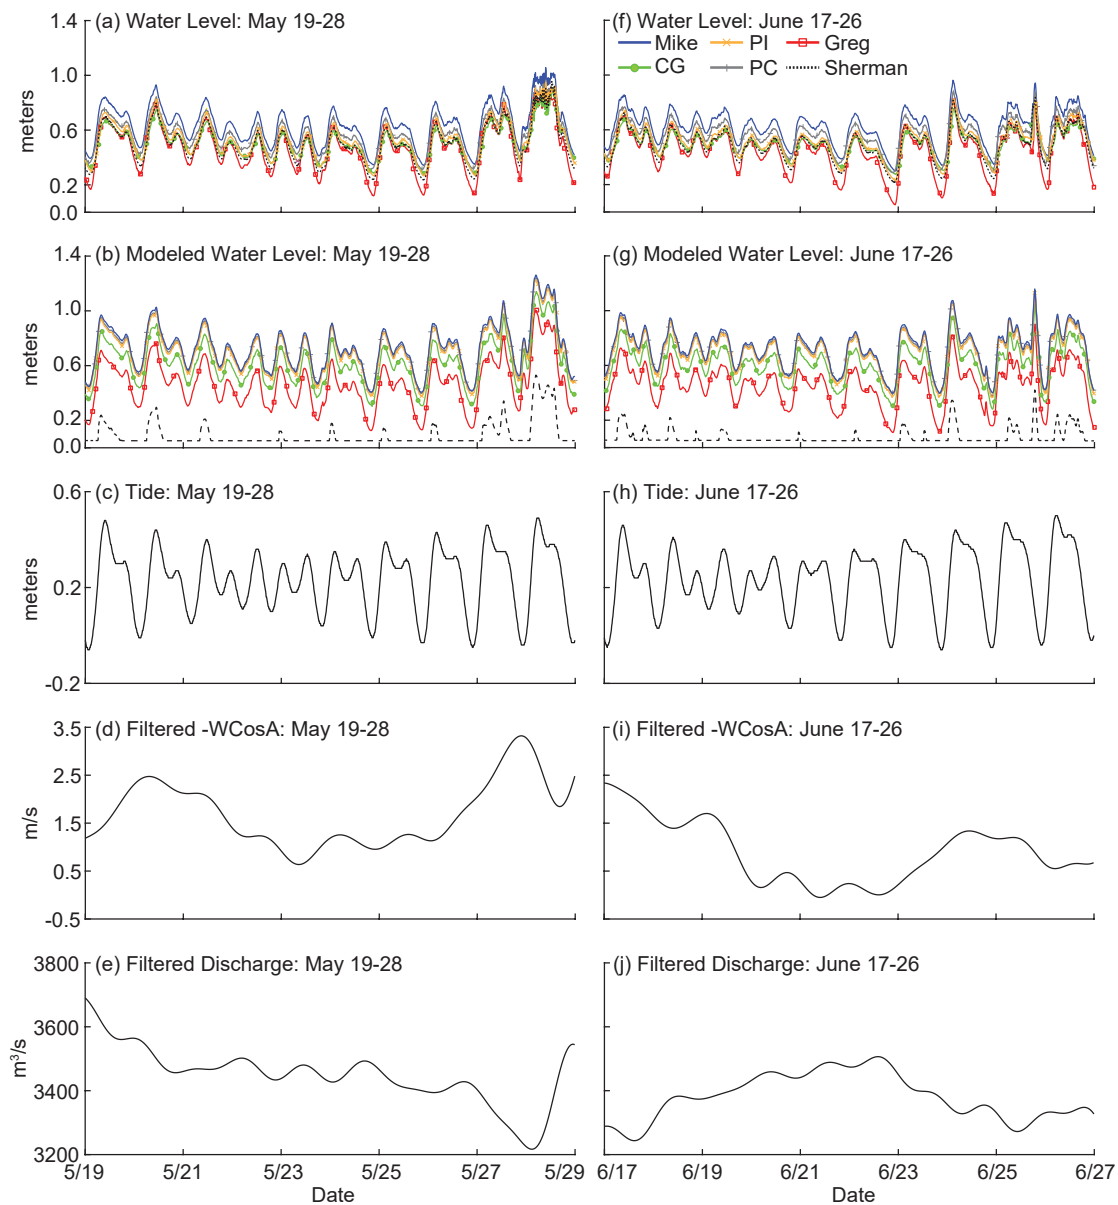 (a) Water Level: May 19-28
1.4
1.0
0.6
0.2
0.0
meters
(f) Water Level: June 17-26
Mike
PI
Greg
CG
PC
Sherman
(b) Modeled Water Level: May 19-28
1.4
1.0
0.6
0.2
0.0
meters
(g) Modeled Water Level: June 17-26
(c) Tide: May 19-28
0.6
0.2
-0.2
meters
(h) Tide: June 17-26
(d) Filtered -WCosA: May 19-28
3.5
2.5
1.5
0.5
-0.5
m/s
(i) Filtered -WCosA: June 17-26
(e) Filtered Discharge: May 19-28
3800
3600
3400
3200
m³/s
5/19 5/21 5/23 5/25 5/27 5/29
Date
(j) Filtered Discharge: June 17-26
6/17 6/19 6/21 6/23 6/25 6/27
Date